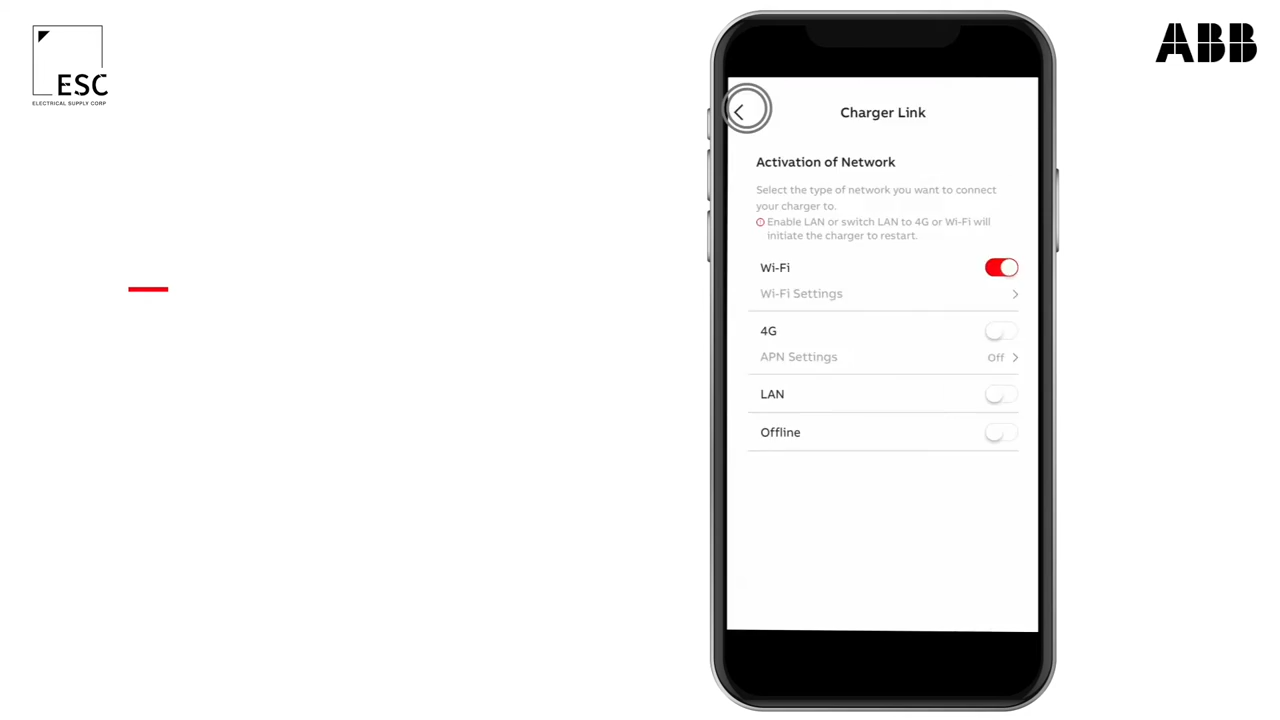 ESC
ELECTRICAL SUPPLY CORP
ABB
Charger Link
Activation of Network
Select the type of network you want to connect
your charger to.
Enable LAN or switch LAN to 4G or Wi-Fi will
initiate the charger to restart.
Wi-Fi
Wi-Fi Settings
4G
APN Settings Off
LAN
Offline